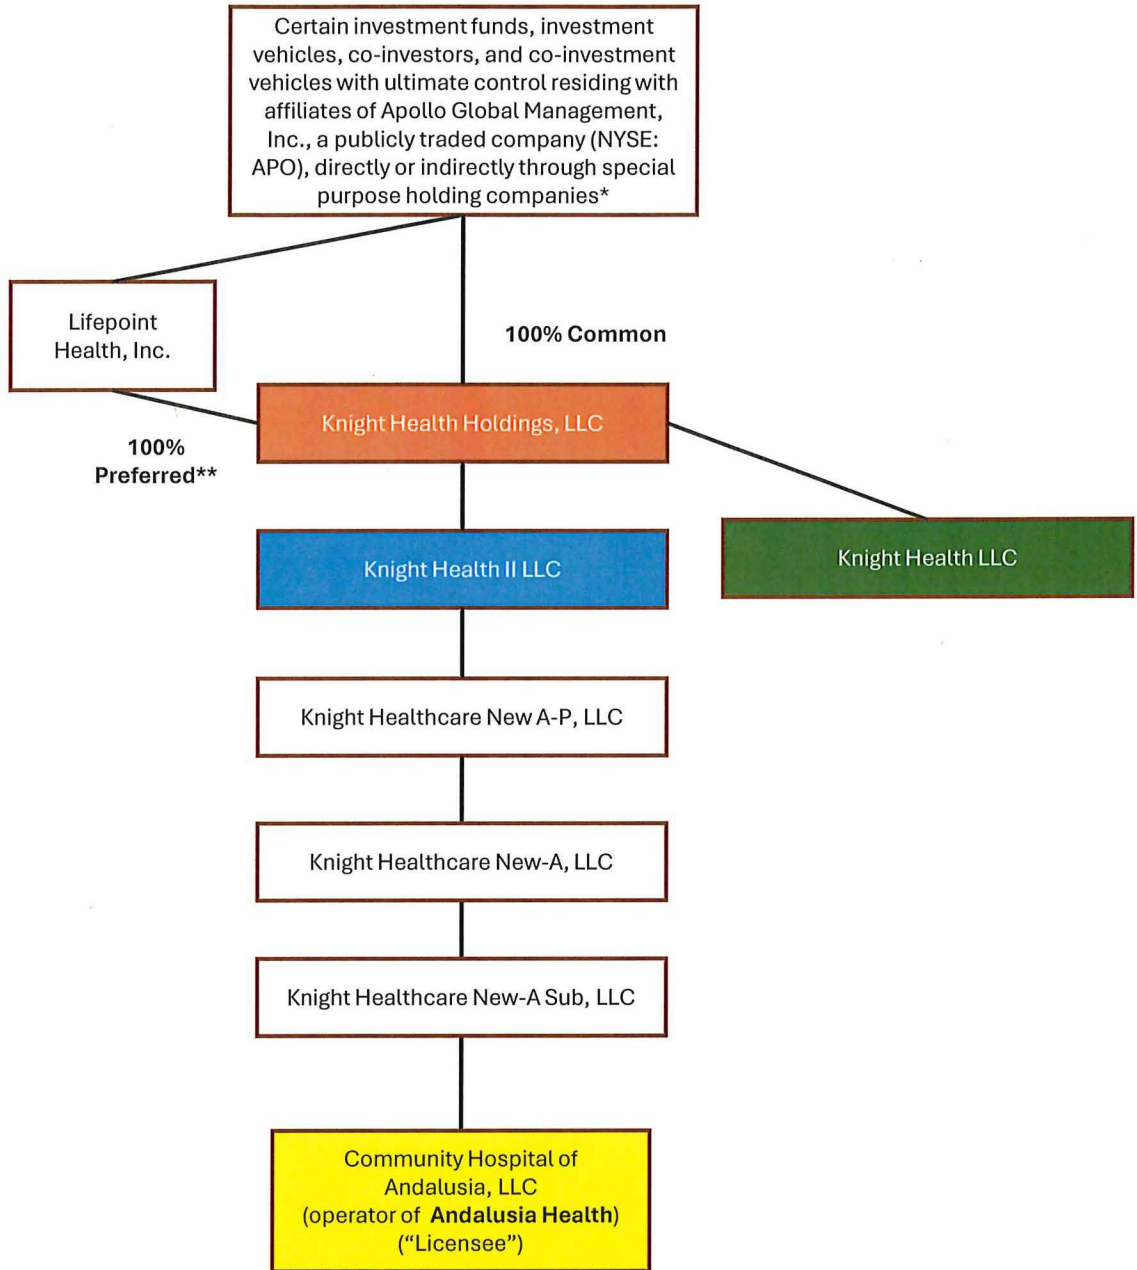 Certain investment funds, investment
vehicles, co-investors, and co-investment
vehicles with ultimate control residing with
affiliates of Apollo Global Management,
Inc., a publicly traded company (NYSE:
APO), directly or indirectly through special
purpose holding companies*
Lifepoint
Health, Inc.
100% Common
Knight Health Holdings, LLC
100%
Preferred**
Knight Health II LLC
Knight Health LLC
Knight Healthcare New A-P, LLC
Knight Healthcare New-A, LLC
Knight Healthcare New-A Sub, LLC
Community Hospital of
Andalusia, LLC
(operator of Andalusia Health)
(“Licensee”)